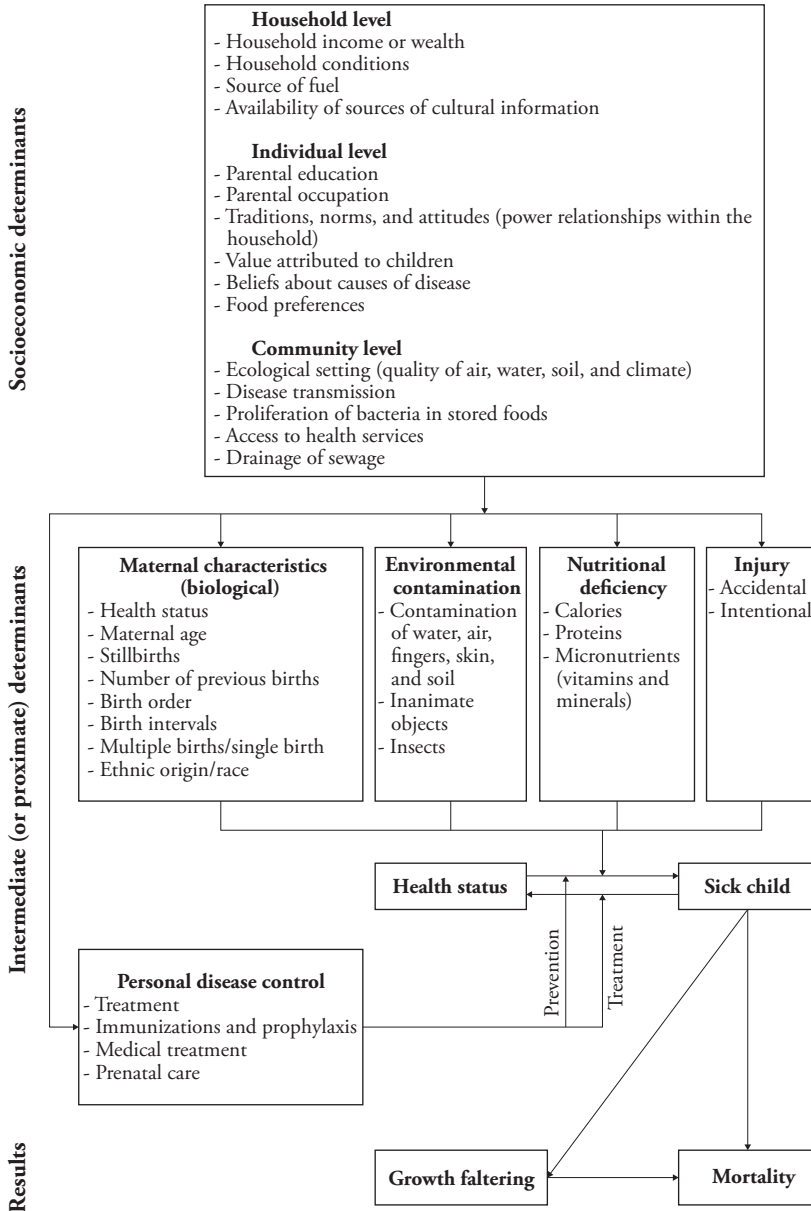 Socioeconomic determinants
Household level
- Household income or wealth
- Household conditions
- Source of fuel
- Availability of sources of cultural information
Individual level
- Parental education
- Parental occupation
- Traditions, norms, and attitudes (power relationships within the
household)
- Value attributed to children
- Beliefs about causes of disease
- Food preferences
Community level
- Ecological setting (quality of air, water, soil, and climate)
- Disease transmission
- Proliferation of bacteria in stored foods
- Access to health services
- Drainage of sewage
Intermediate (or proximate) determinants
Maternal characteristics
(biological)
- Health status
- Maternal age
- Stillbirths
- Number of previous births
- Birth order
- Birth intervals
- Multiple births/single birth
- Ethnic origin/race
Environmental
contamination
- Contamination
of water, air,
fingers, skin,
and soil
- Inanimate
objects
- Insects
Nutritional
deficiency
- Calories
- Proteins
- Micronutrients
(vitamins and
minerals)
Injury
- Accidental
- Intentional
Health status
Sick child
Prevention
Treatment
Personal disease control
- Treatment
- Immunizations and prophylaxis
- Medical treatment
- Prenatal care
Results
Growth faltering
Mortality